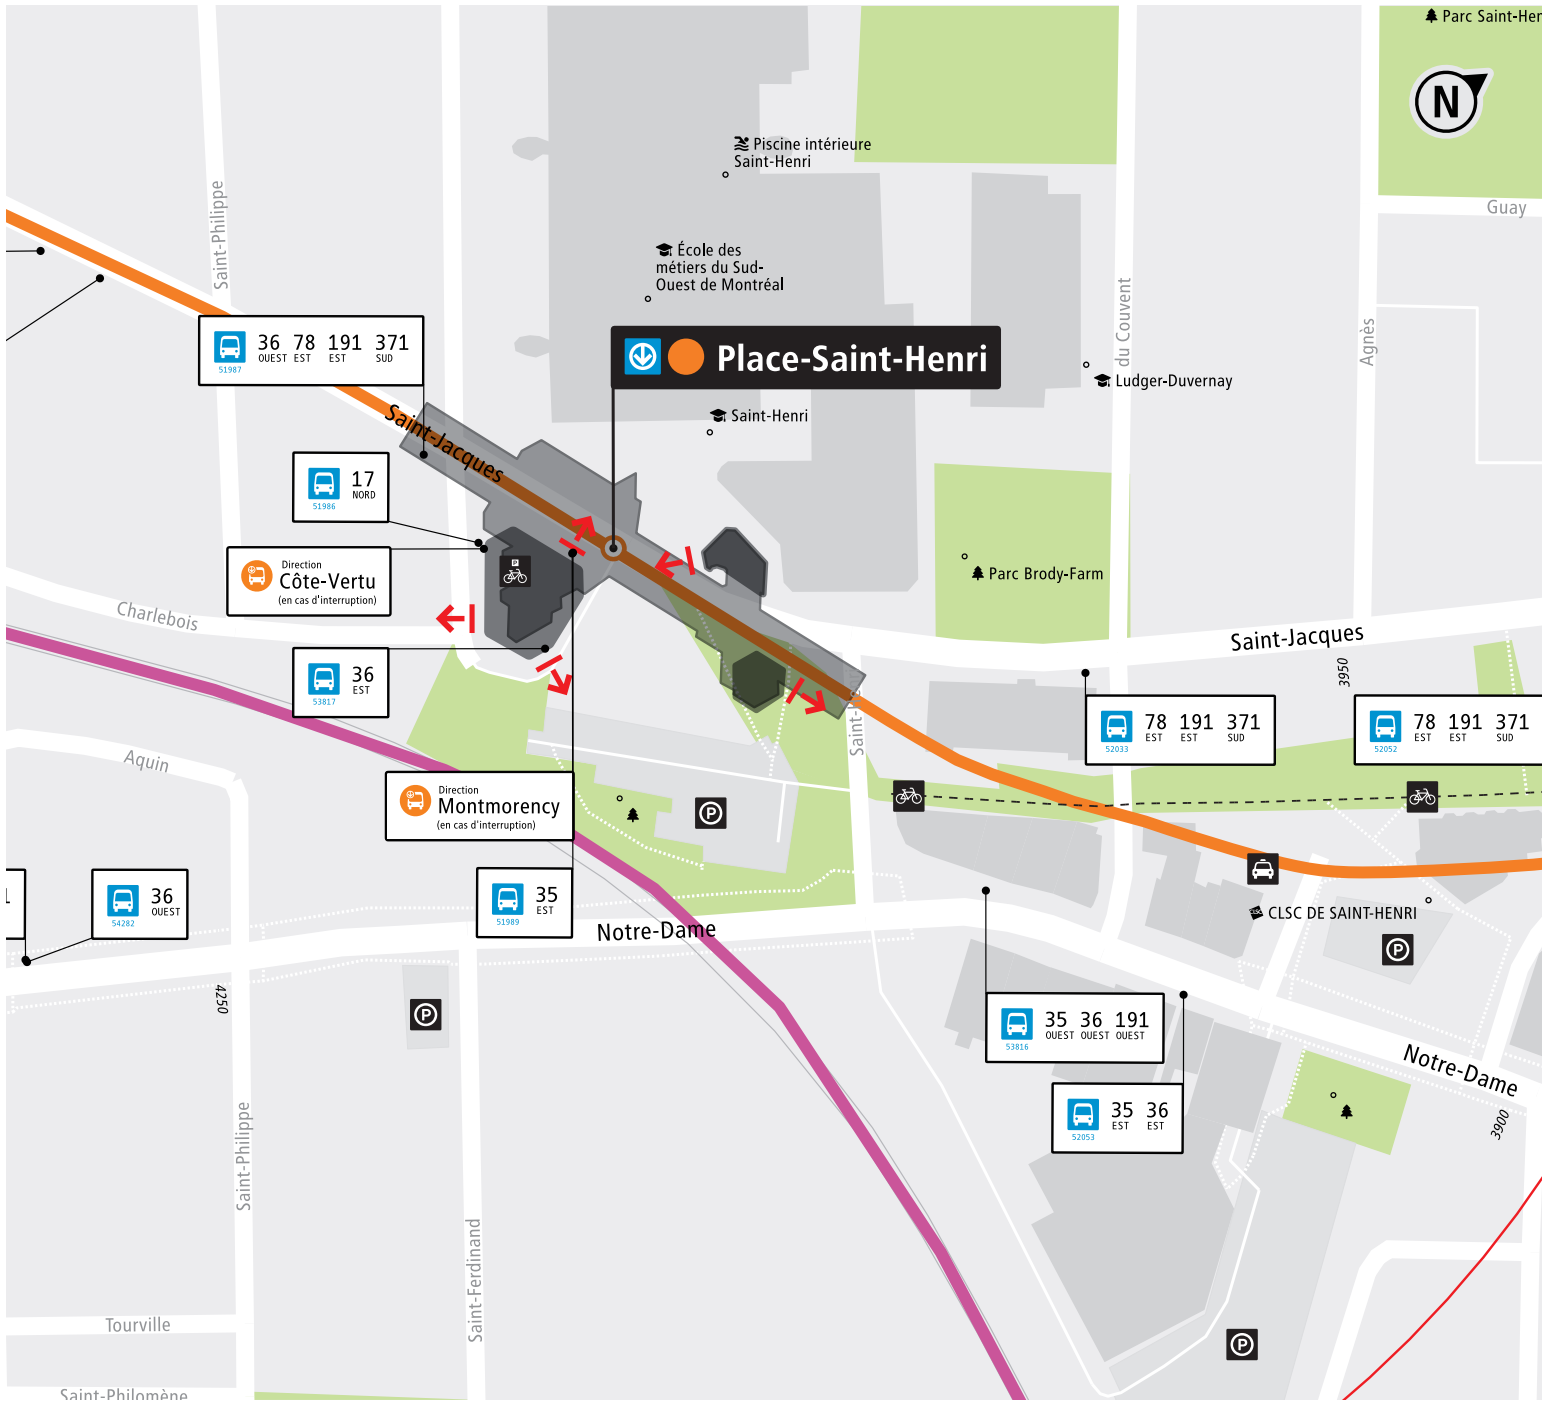 Parc Saint-Hen
N
Piscine intérieure
Saint-Henri
Saint-Philippe
Guay
École des
métiers du Sud-
Ouest de Montréal
du Couvent
Agnès
36 78 191 371
OUEST EST EST SUD
51987
Place-Saint-Henri
Ludger-Duvernay
Saint-Jacques
Saint-Henri
17
NORD
51986
P
Direction
Côte-Vertu
(en cas d'interruption)
Parc Brody-Farm
Charlebois
Saint-Jacques
3950
36
EST
53817
78 191 371
EST EST SUD
52033
78 191 371
EST EST SUD
52052
Aquin
Direction
Montmorency
(en cas d'interruption)
P
36
OUEST
54282
35
EST
51989
Notre-Dame
CLSC DE SAINT-HENRI
P
4250
P
35 36 191
OUEST OUEST OUEST
53816
Notre-Dame
35 36
EST EST
52053
3900
Saint-Philippe
Saint-Ferdinand
Tourville
P
Saint-Philomène